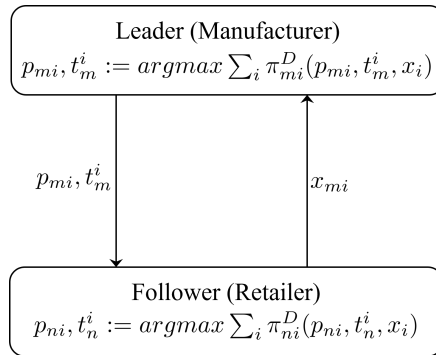 Leader (Manufacturer)
$p_{mi}, t_m^i := argmax \sum_i \pi_{mi}^D(p_{mi}, t_m^i, x_i)$
$p_{mi}, t_m^i$
$x_{mi}$
Follower (Retailer)
$p_{ni}, t_n^i := argmax \sum_i \pi_{ni}^D(p_{ni}, t_n^i, x_i)$